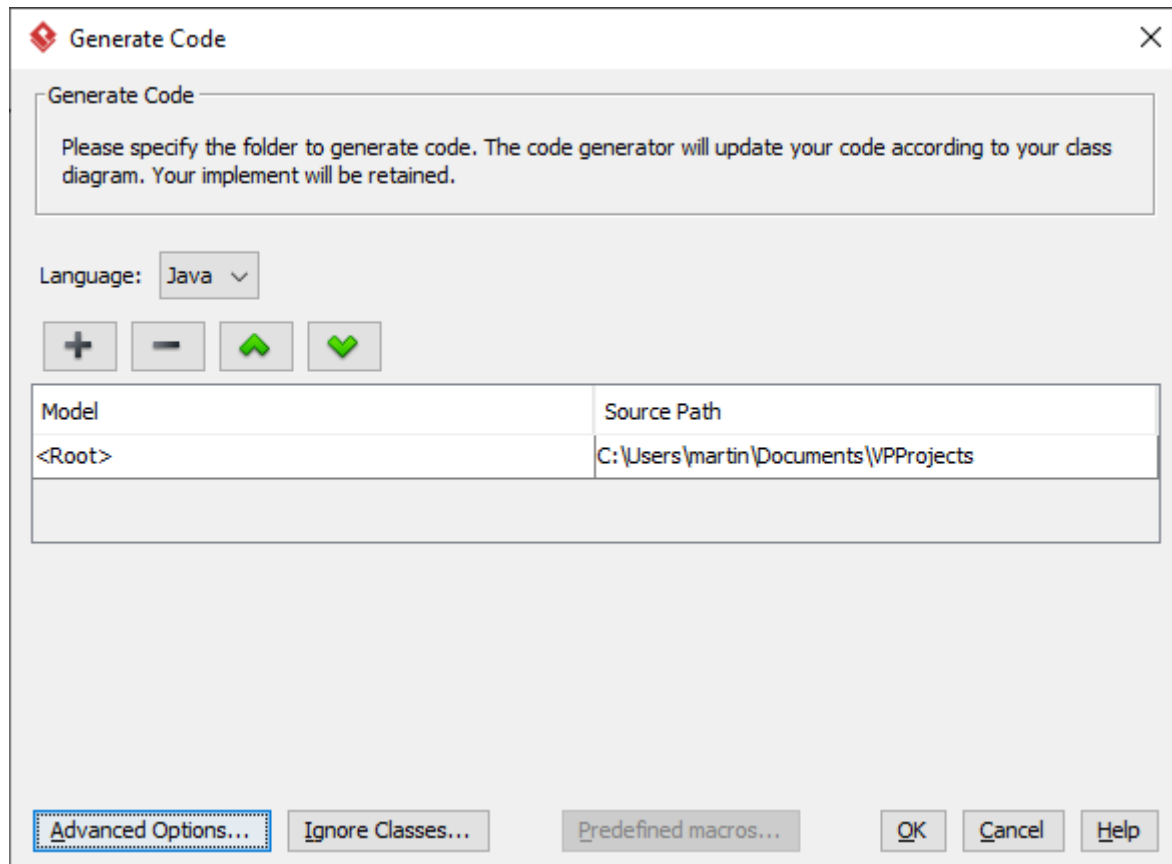 Generate Code
Generate Code
Please specify the folder to generate code. The code generator will update your code according to your class
diagram. Your implement will be retained.
Language: Java
Model Source Path
<Root> C:\Users\martin\Documents\VPProjects
Advanced Options... Ignore Classes... Predefined macros... OK Cancel Help